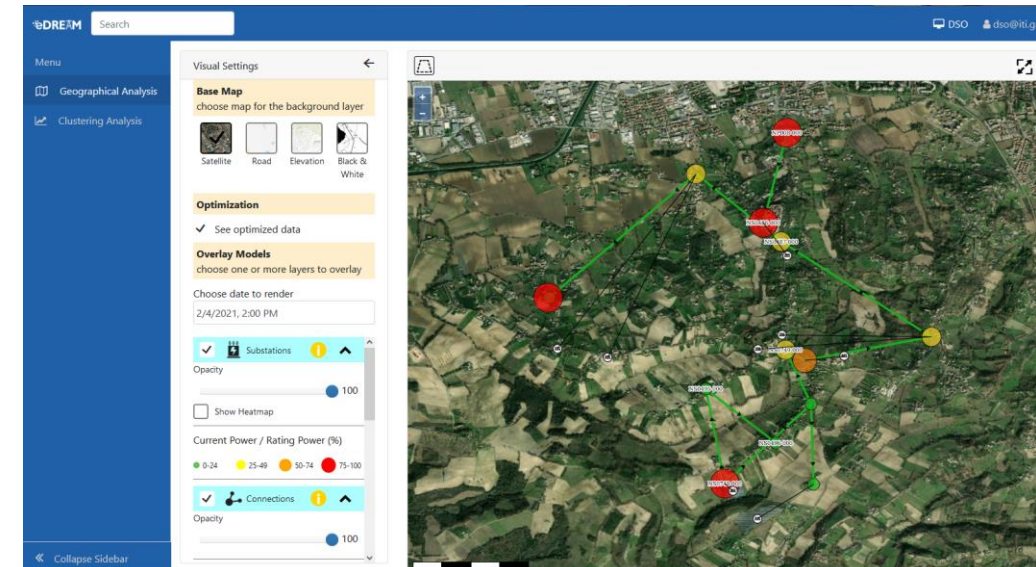 eDREAM
Search
DSO
dso@iti.g
Menu
Geographical Analysis
Clustering Analysis
Collapse Sidebar
Visual Settings
Base Map
choose map for the background layer
Satellite
Road
Elevation
Black &
White
Optimization
See optimized data
Overlay Models
choose one or more layers to overlay
Choose date to render
2/4/2021, 2:00 PM
Substations
Opacity
100
Show Heatmap
Current Power / Rating Power (%)
0-24
25-49
50-74
75-100
Connections
Opacity
100
+
-